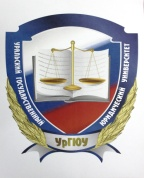 УРАЛЬСКИЙ ГОСУДАРСТВЕННЫЙ
ЮРИДИЧЕСКИЙ УНИВЕРСИТЕТ
УрГЮУ